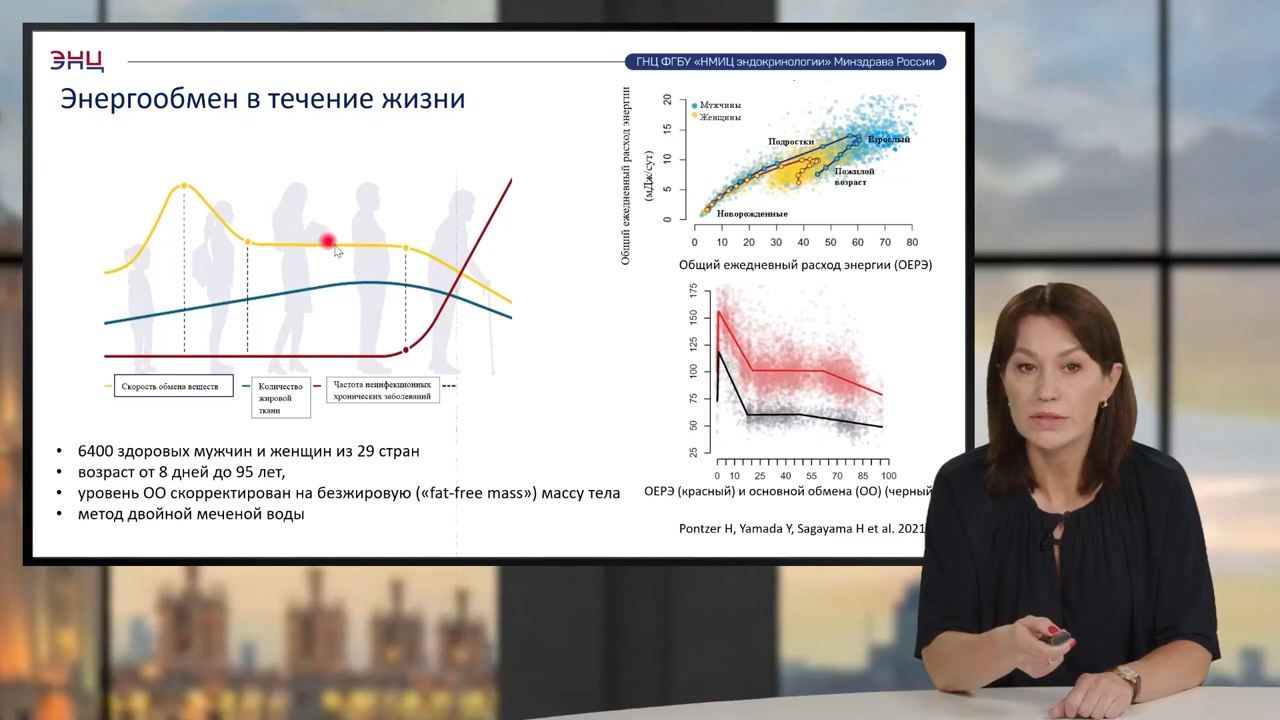 ЭНЦ
ГНЦ ФГБУ «НМИЦ эндокринологии» Минздрава России
Энергообмен в течение жизни
Скорость обмена веществ
Количество
жировой
ткани
Частота неинфекционных
хронических заболеваний
• 6400 здоровых мужчин и женщин из 29 стран
• возраст от 8 дней до 95 лет,
• уровень ОО скорректирован на безжировую («fat-free mass») массу тела
• метод двойной меченой воды
Общий ежедневный расход энергии
(мДж/сут)
20
15
10
5
0
Мужчины
Женщины
Подростки
Взрослый
Пожилой
возраст
Новорожденные
0 10 20 30 40 50 60 70 80
Общий ежедневный расход энергии (ОЕРЭ)
175
150
125
100
75
50
25
0 10 25 40 55 70 85 100
ОЕРЭ (красный) и основной обмена (ОО) (черный
Pontzer H, Yamada Y, Sagayama H et al. 2021